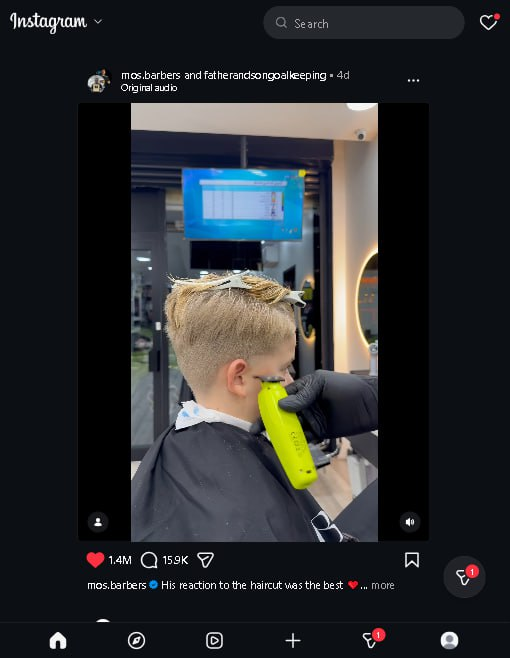 Instagram
Search
mos.barbers and fatherandsongoalkeeping • 4d
Original audio
1.4M 15.9K
1
mos.barbers His reaction to the haircut was the best ❤️... more
1